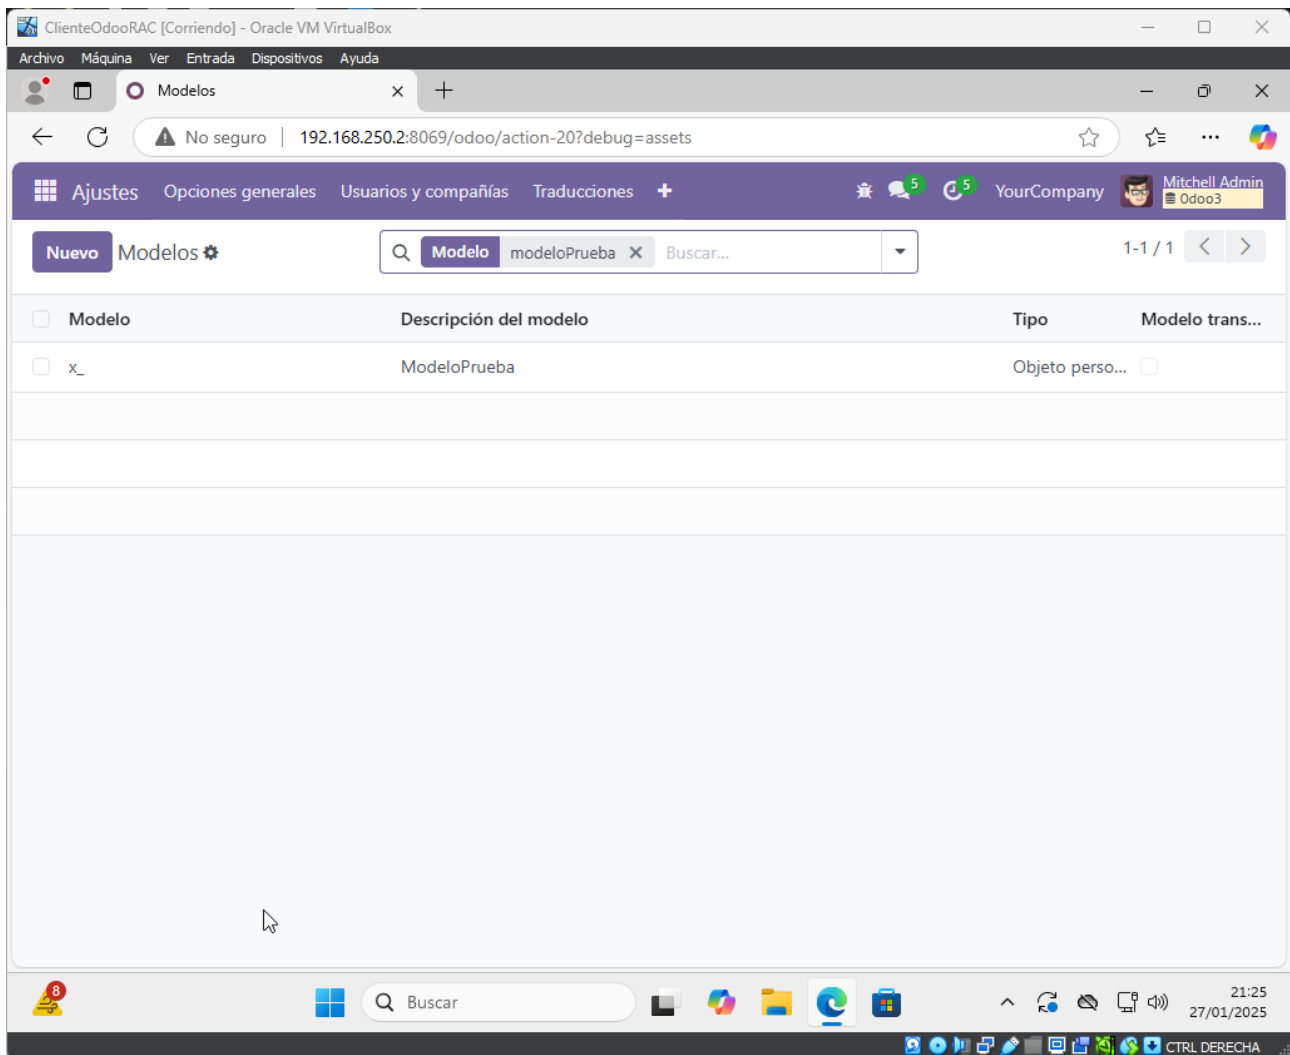 ClienteOdooRAC [Corriendo] - Oracle VM VirtualBox
Archivo Máquina Ver Entrada Dispositivos Ayuda
Modelos
No seguro 192.168.250.2:8069/odoo/action-20?debug=assets
Ajustes Opciones generales Usuarios y compañías Traducciones 5 5 YourCompany Mitchell Admin
Odoo3
Nuevo Modelos Modelo modeloPrueba Buscar... 1-1 / 1
Modelo Descripción del modelo Tipo Modelo trans...
x_ ModeloPrueba Objeto perso...
8 Buscar 21:25
27/01/2025
CTRL DERECHA